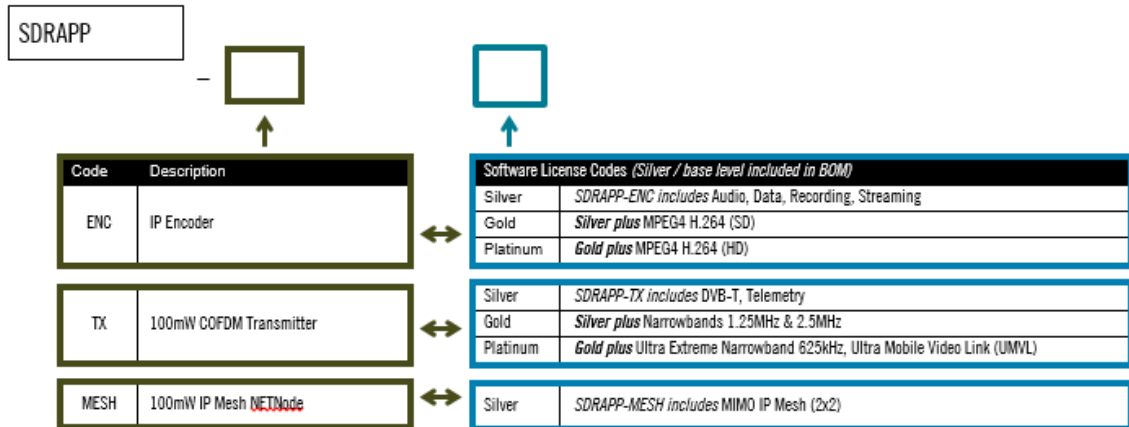 SDRAPP
–
Code Description
Software License Codes (Silver / base level included in BOM)
ENC IP Encoder
Silver SDRAPP-ENC includes Audio, Data, Recording, Streaming
Gold Silver plus MPEG4 H.264 (SD)
Platinum Gold plus MPEG4 H.264 (HD)
TX 100mW COFDM Transmitter
Silver SDRAPP-TX includes DVB-T, Telemetry
Gold Silver plus Narrowbands 1.25MHz & 2.5MHz
Platinum Gold plus Ultra Extreme Narrowband 625kHz, Ultra Mobile Video Link (UMVL)
MESH 100mW IP Mesh NETNode
Silver SDRAPP-MESH includes MIMO IP Mesh (2x2)